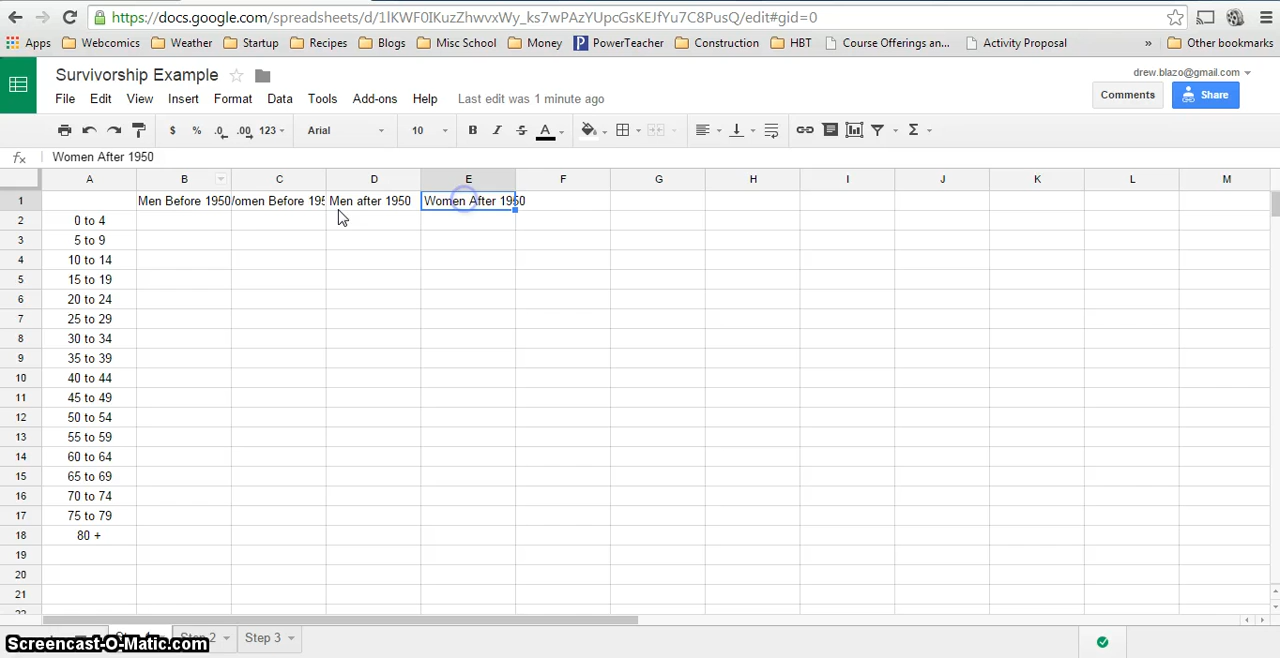 https://docs.google.com/spreadsheets/d/1lKWF0IKuzZhwvxWy_ks7wPAzYUpcGsKEJfYu7C8PusQ/edit#gid=0
Apps Webcomics Weather Startup Recipes Blogs Misc School Money PowerTeacher Construction HBT Course Offerings an... Activity Proposal » Other bookmarks
Survivorship Example drew.blazo@gmail.com
File Edit View Insert Format Data Tools Add-ons Help Last edit was 1 minute ago Comments Share
$ % .0 .00 123 Arial 10 B I S A Σ
fx Women After 1950
A B C D E F G H I J K L M
1 Men Before 1950 Women Before 195 Men after 1950 Women After 1950
2 0 to 4
3 5 to 9
4 10 to 14
5 15 to 19
6 20 to 24
7 25 to 29
8 30 to 34
9 35 to 39
10 40 to 44
11 45 to 49
12 50 to 54
13 55 to 59
14 60 to 64
15 65 to 69
16 70 to 74
17 75 to 79
18 80 +
19
20
21
22
Step 2 Step 3
Screencast-O-Matic.com